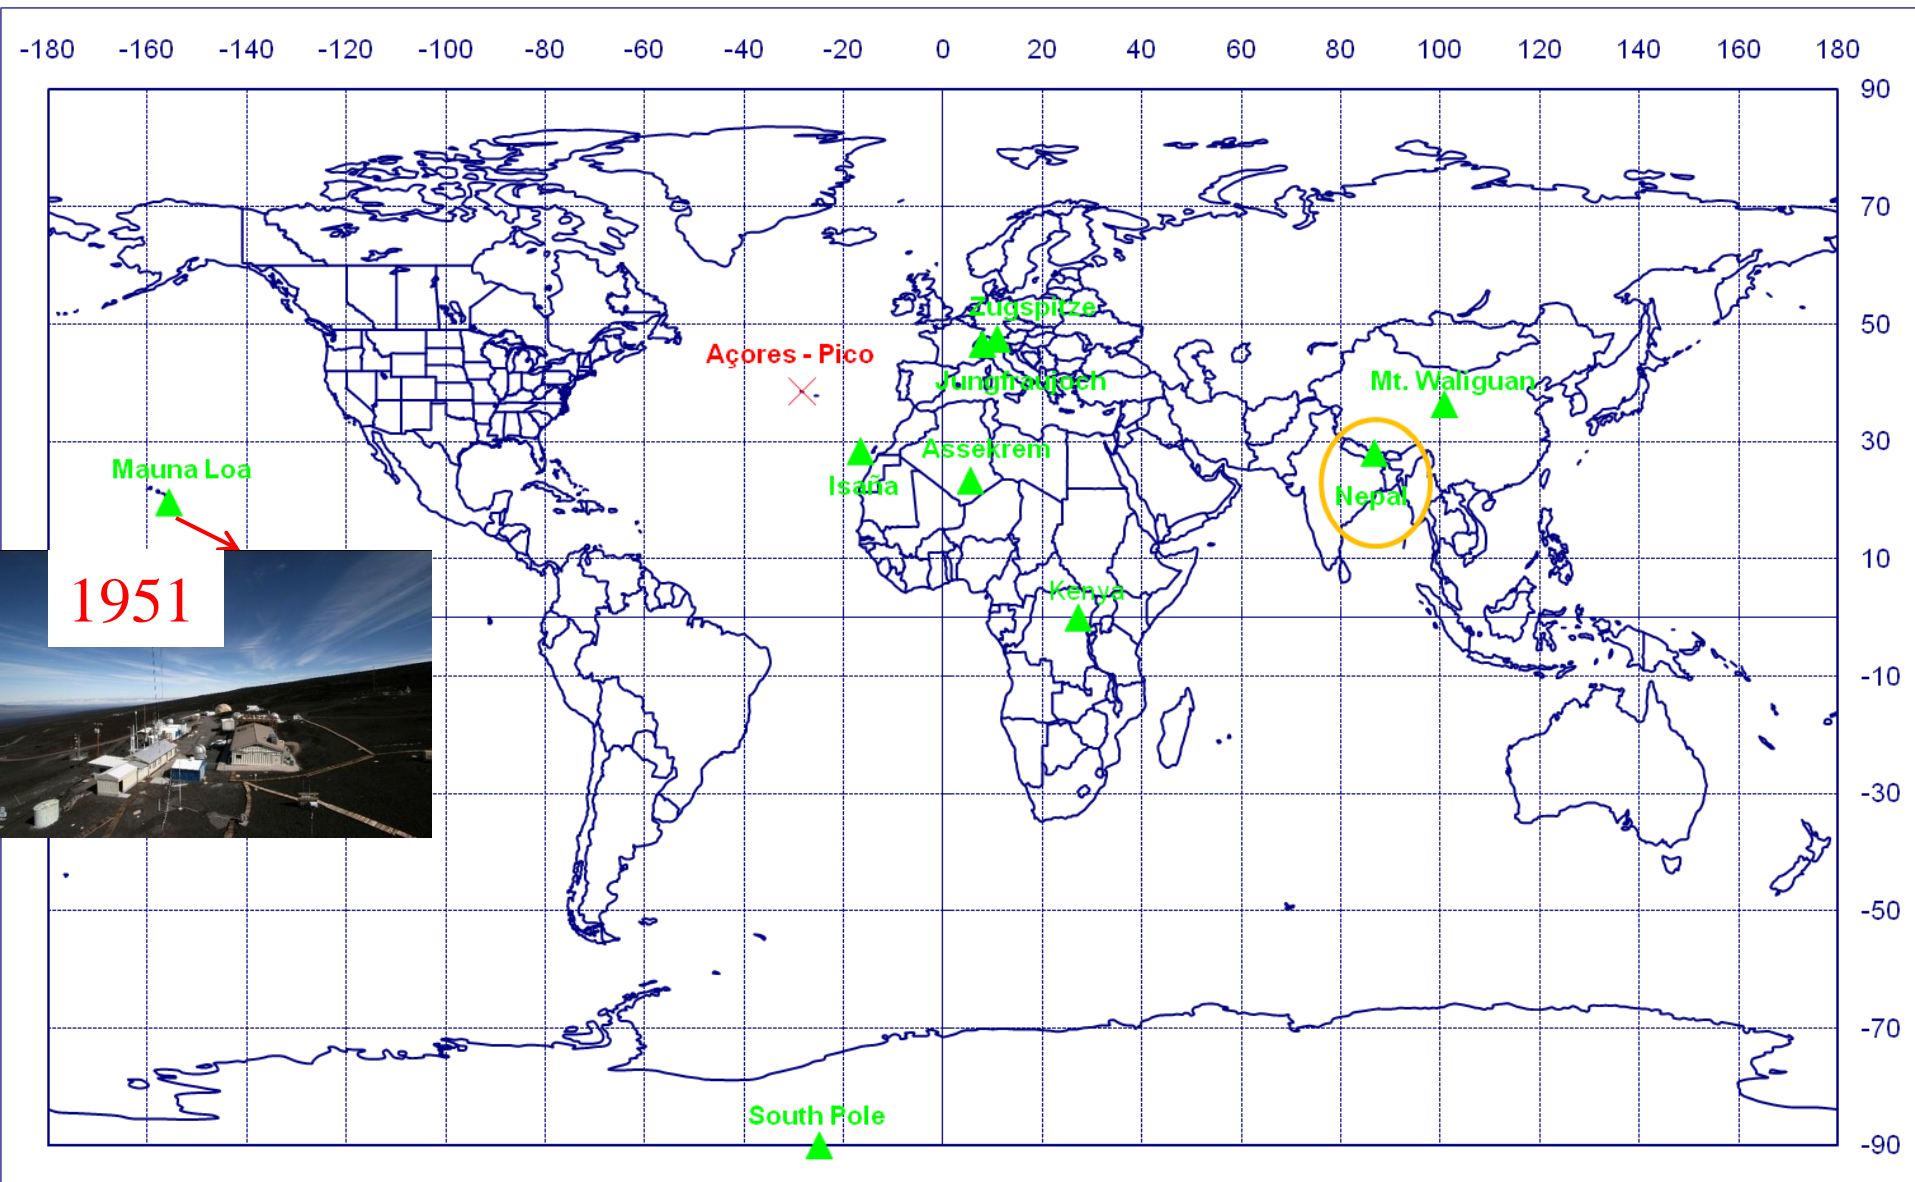 -180 -160 -140 -120 -100 -80 -60 -40 -20 0 20 40 60 80 100 120 140 160 180
90
70
Zugspitze
50
Açores - Pico
Jungfraujoch
Mt. Waliguan
30
Assekrem
Mauna Loa
Isaña
Nepal
10
1951
Kenya
-10
-30
-50
-70
South Pole
-90